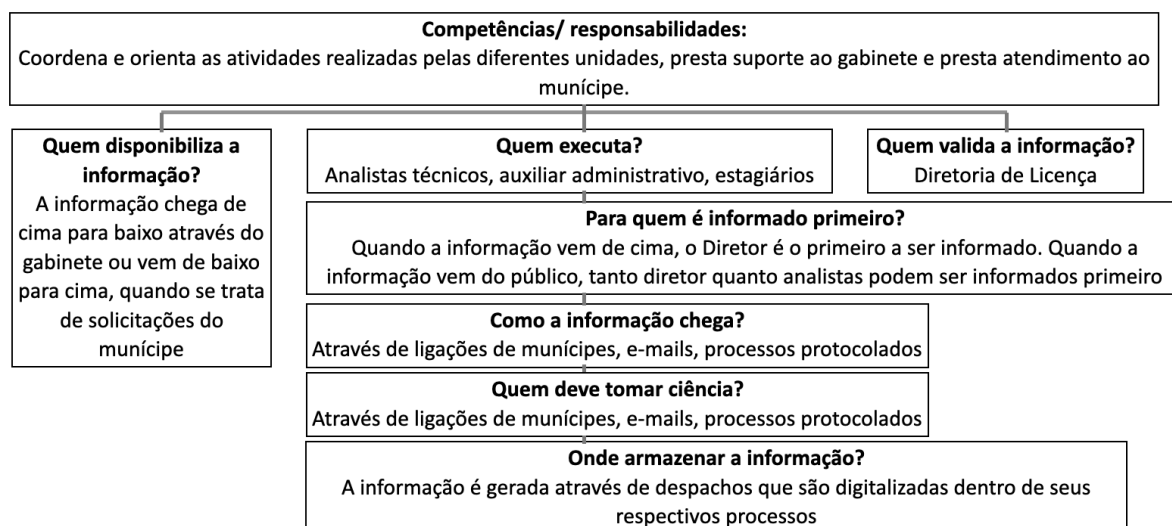 Competências/ responsabilidades:
Coordena e orienta as atividades realizadas pelas diferentes unidades, presta suporte ao gabinete e presta atendimento ao
munícipe.
Quem disponibiliza a
informação?
A informação chega de
cima para baixo através do
gabinete ou vem de baixo
para cima, quando se trata
de solicitações do
munícipe
Quem executa?
Analistas técnicos, auxiliar administrativo, estagiários
Quem valida a informação?
Diretoria de Licença
Para quem é informado primeiro?
Quando a informação vem de cima, o Diretor é o primeiro a ser informado. Quando a
informação vem do público, tanto diretor quanto analistas podem ser informados primeiro
Como a informação chega?
Através de ligações de munícipes, e-mails, processos protocolados
Quem deve tomar ciência?
Através de ligações de munícipes, e-mails, processos protocolados
Onde armazenar a informação?
A informação é gerada através de despachos que são digitalizadas dentro de seus
respectivos processos